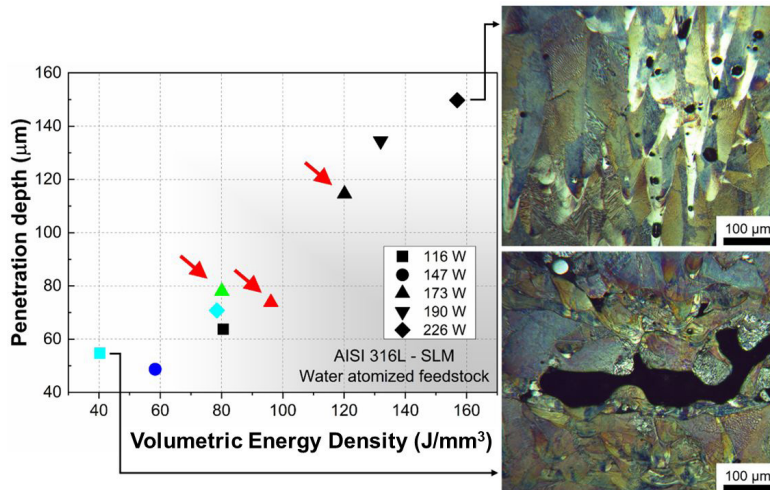 160
140
120
100
80
60
40
Penetration depth (μm)
116 W
147 W
173 W
190 W
226 W
AISI 316L - SLM
Water atomized feedstock
40 60 80 100 120 140 160
Volumetric Energy Density (J/mm³)
100 μm
100 μm